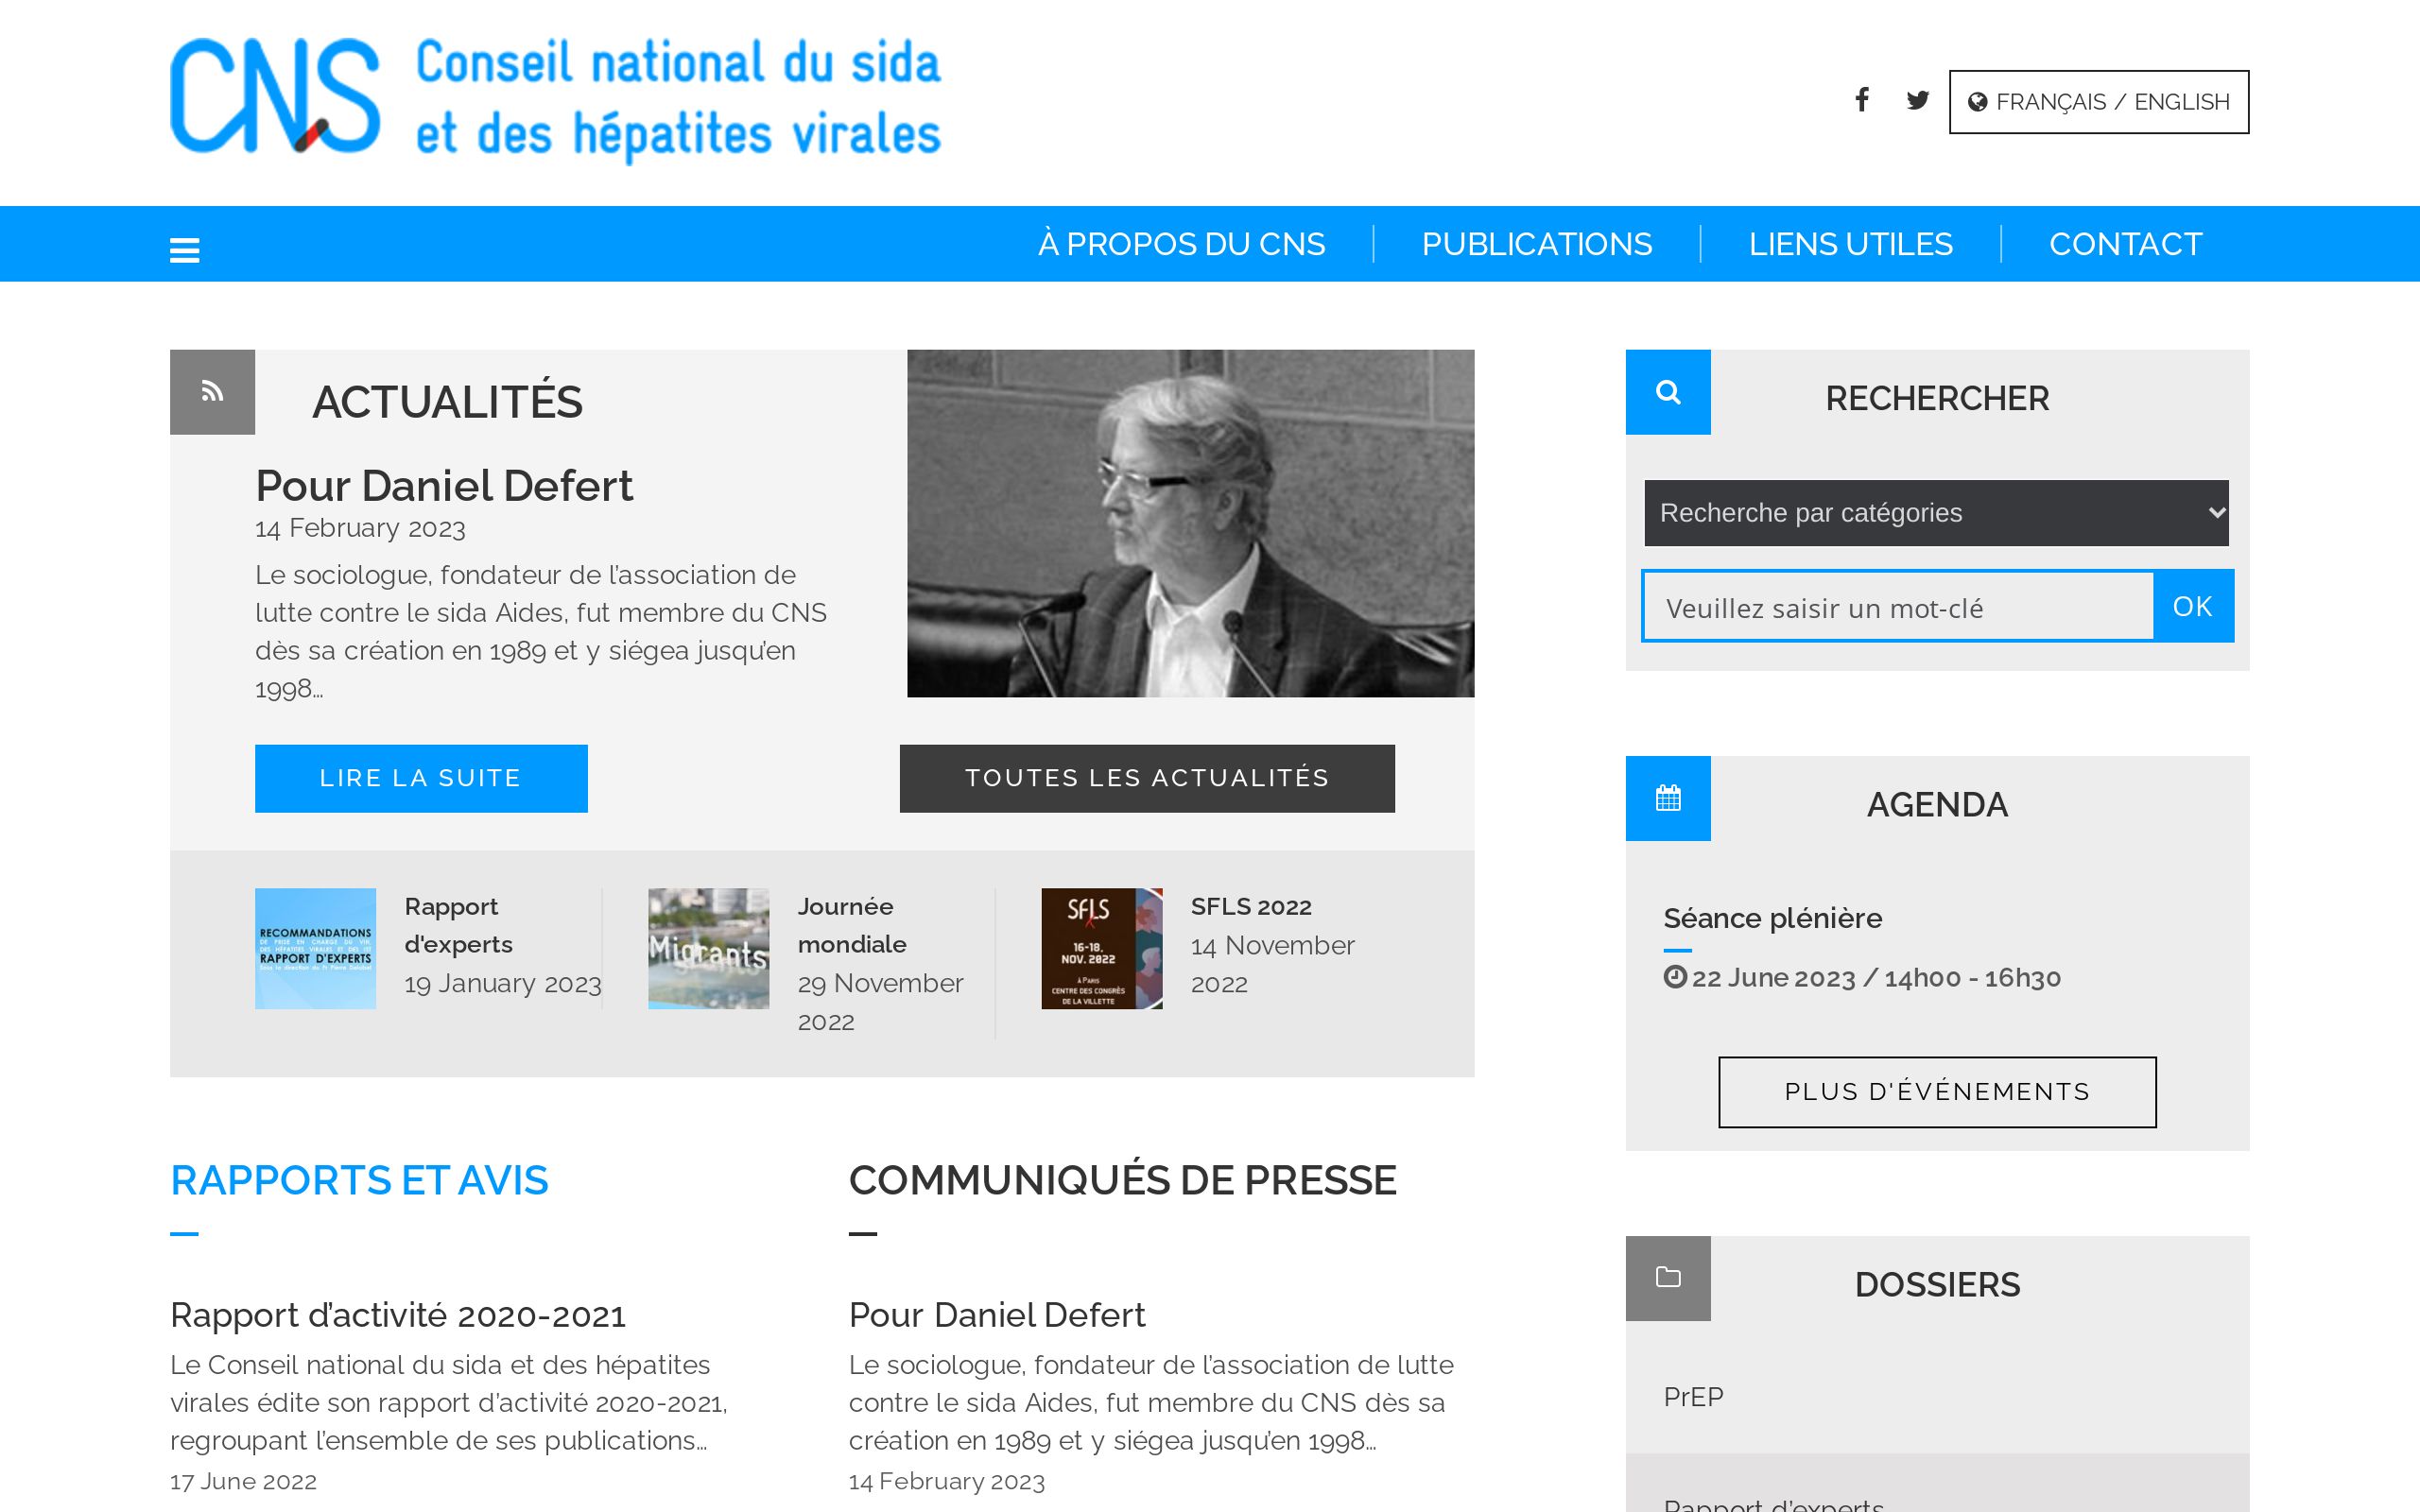 CNS
Conseil national du sida
et des hépatites virales
FRANÇAIS / ENGLISH
À PROPOS DU CNS
PUBLICATIONS
LIENS UTILES
CONTACT
ACTUALITÉS
Pour Daniel Defert
14 February 2023
Le sociologue, fondateur de l’association de
lutte contre le sida Aides, fut membre du CNS
dès sa création en 1989 et y siégea jusqu’en
1998…
LIRE LA SUITE
TOUTES LES ACTUALITÉS
RECOMMANDATIONS
RAPPORT D'EXPERTS
Rapport
d'experts
19 January 2023
Migrants
Journée
mondiale
29 November
2022
SFLS
16-18,
NOV. 2022
À PARIS
CENTRE DES CONGRÈS
DE LA VILLETTE
SFLS 2022
14 November
2022
RECHERCHER
Recherche par catégories
Veuillez saisir un mot-clé
OK
AGENDA
Séance plénière
22 June 2023 / 14h00 - 16h30
PLUS D'ÉVÉNEMENTS
RAPPORTS ET AVIS
Rapport d’activité 2020-2021
Le Conseil national du sida et des hépatites
virales édite son rapport d’activité 2020-2021,
regroupant l’ensemble de ses publications…
17 June 2022
COMMUNIQUÉS DE PRESSE
Pour Daniel Defert
Le sociologue, fondateur de l’association de lutte
contre le sida Aides, fut membre du CNS dès sa
création en 1989 et y siégea jusqu’en 1998…
14 February 2023
DOSSIERS
PrEP
Rapport d’experts